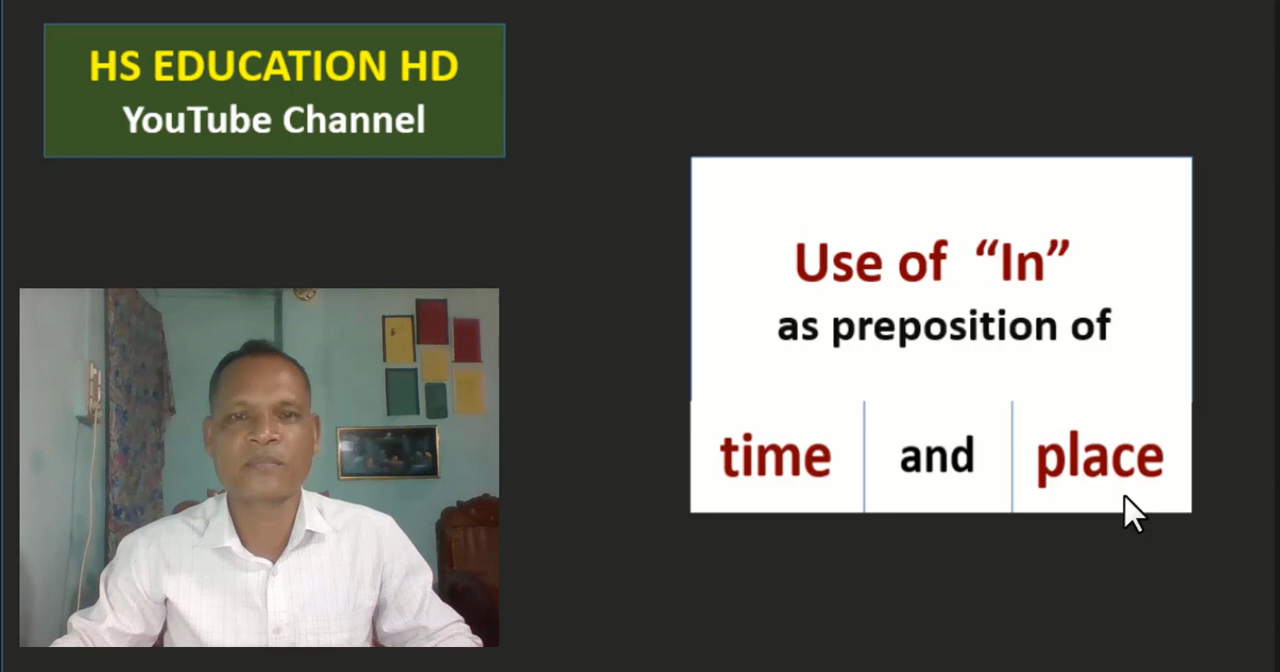 HS EDUCATION HD
YouTube Channel
Use of “In”
as preposition of
time and place